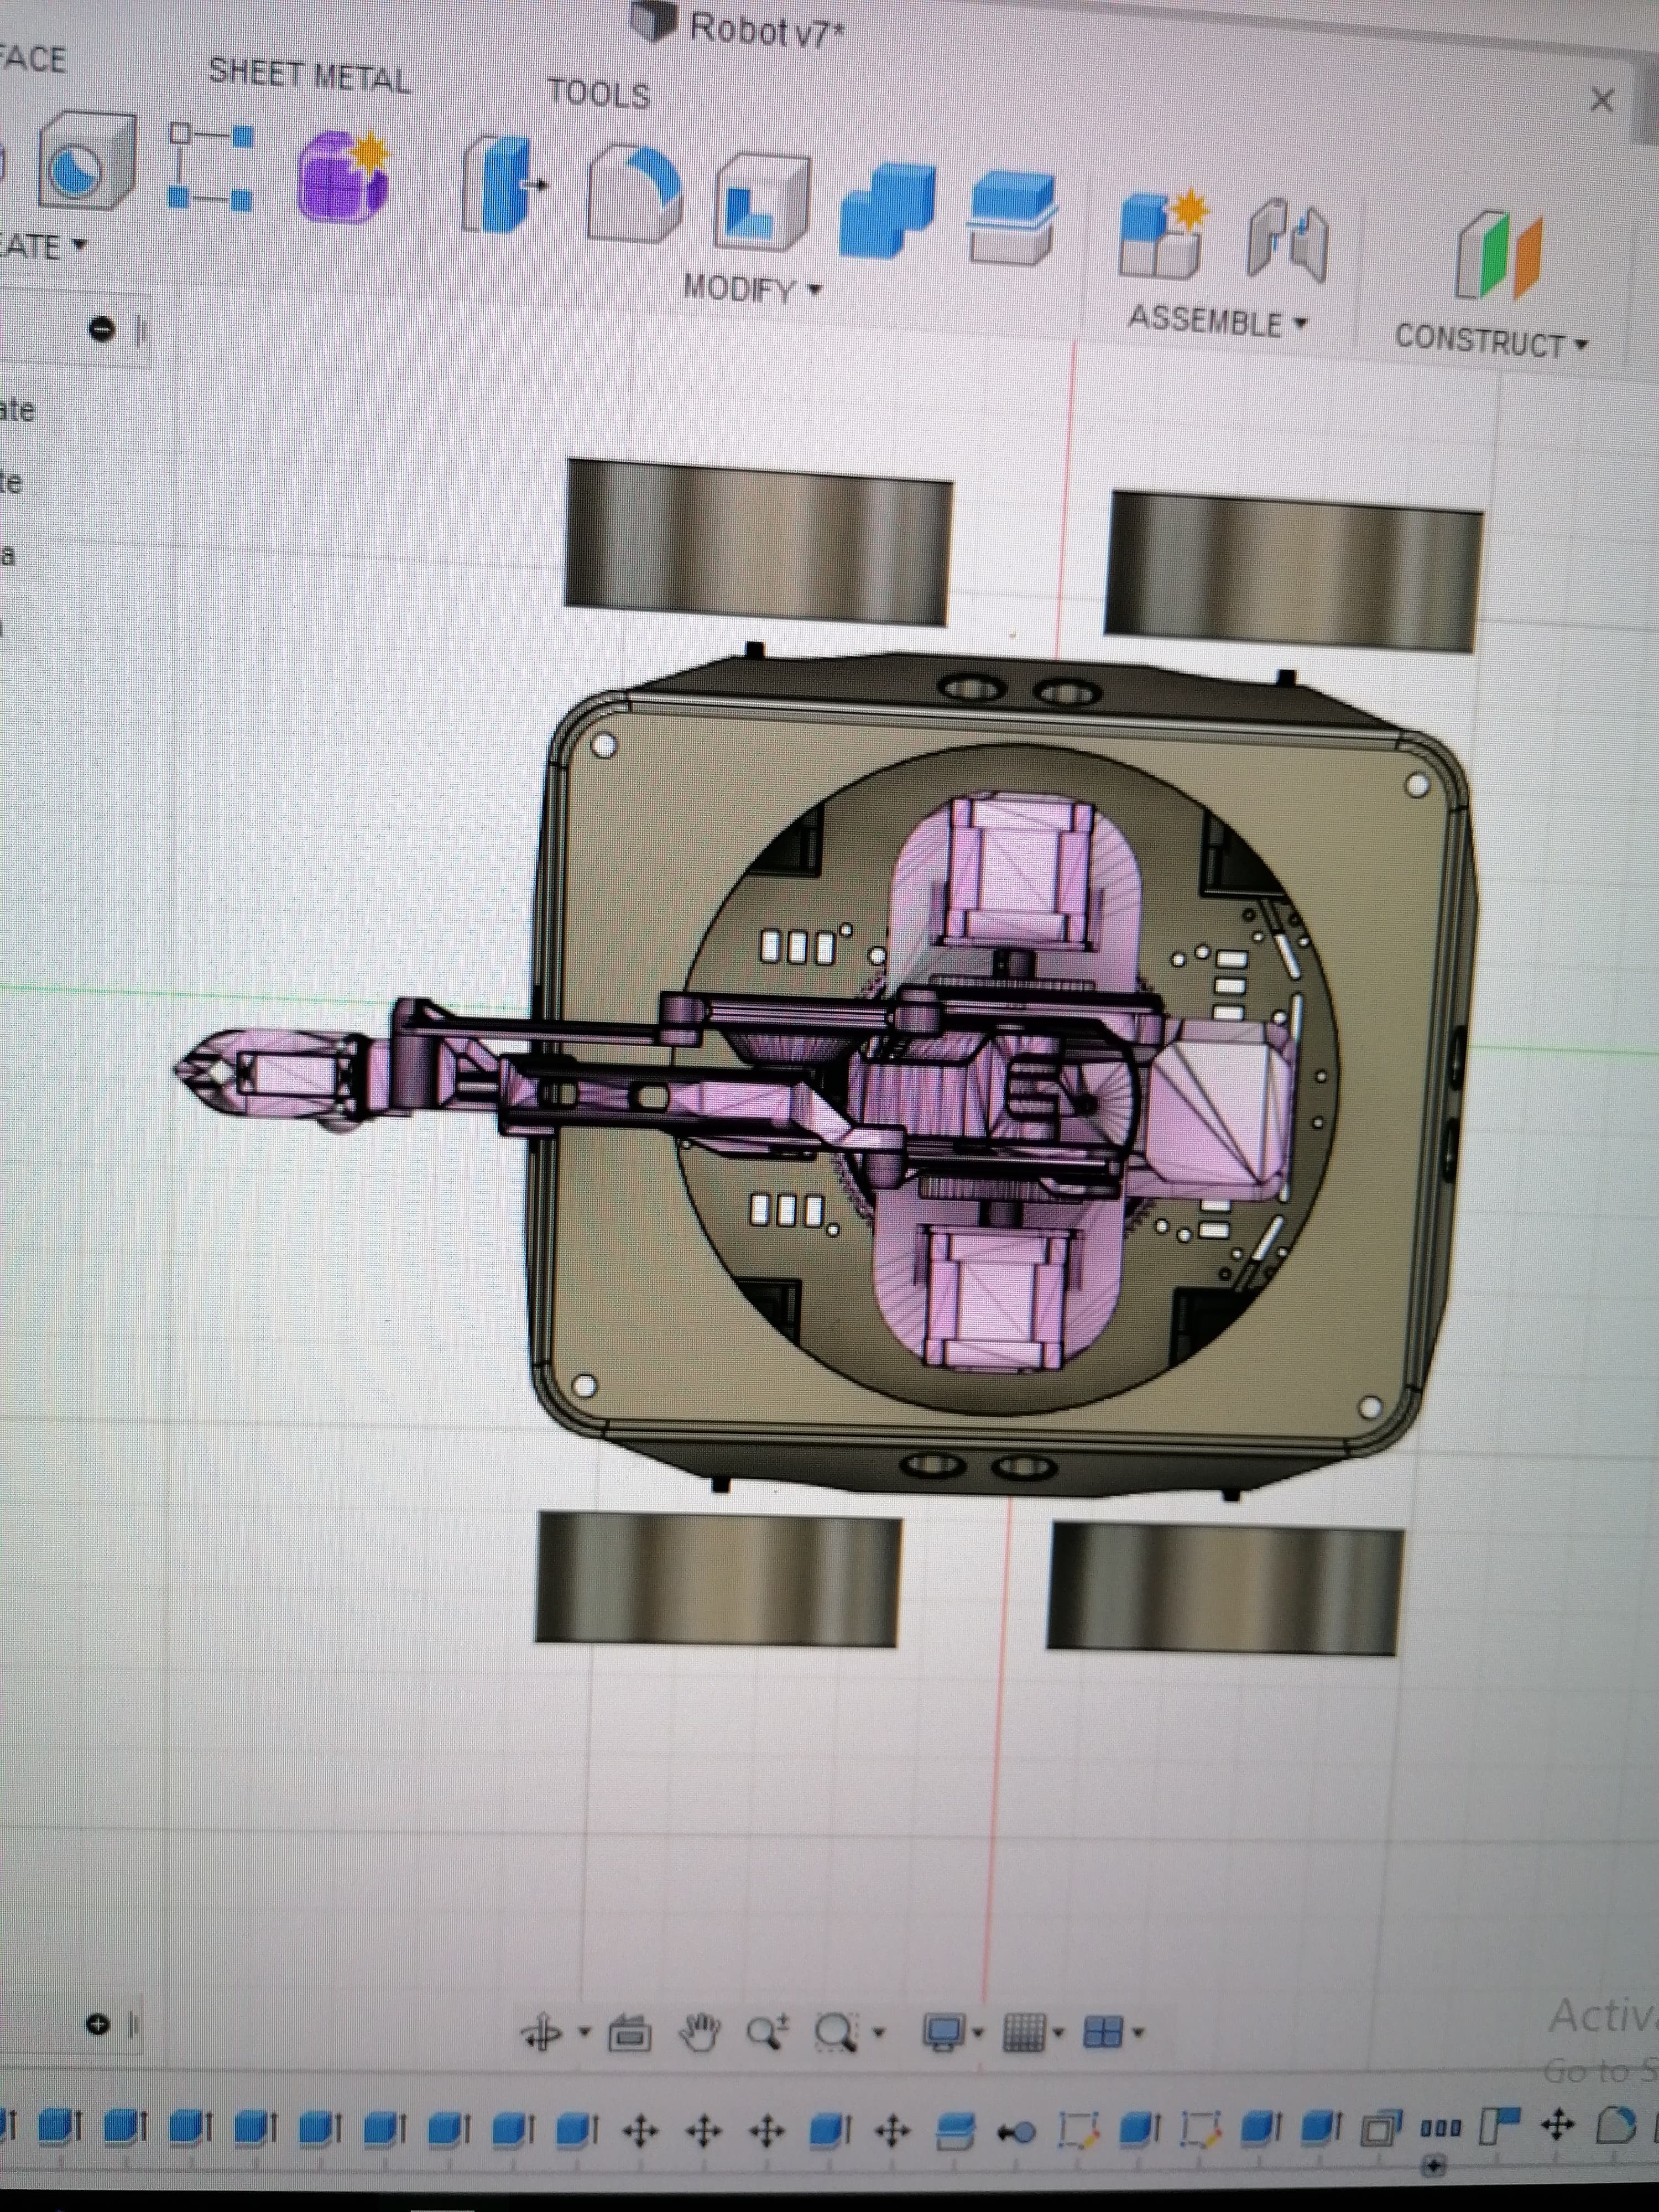 Robot v7*
FACE
SHEET METAL
TOOLS
EATE
MODIFY
ASSEMBLE
CONSTRUCT
ate
te
a
Activ
Go to S